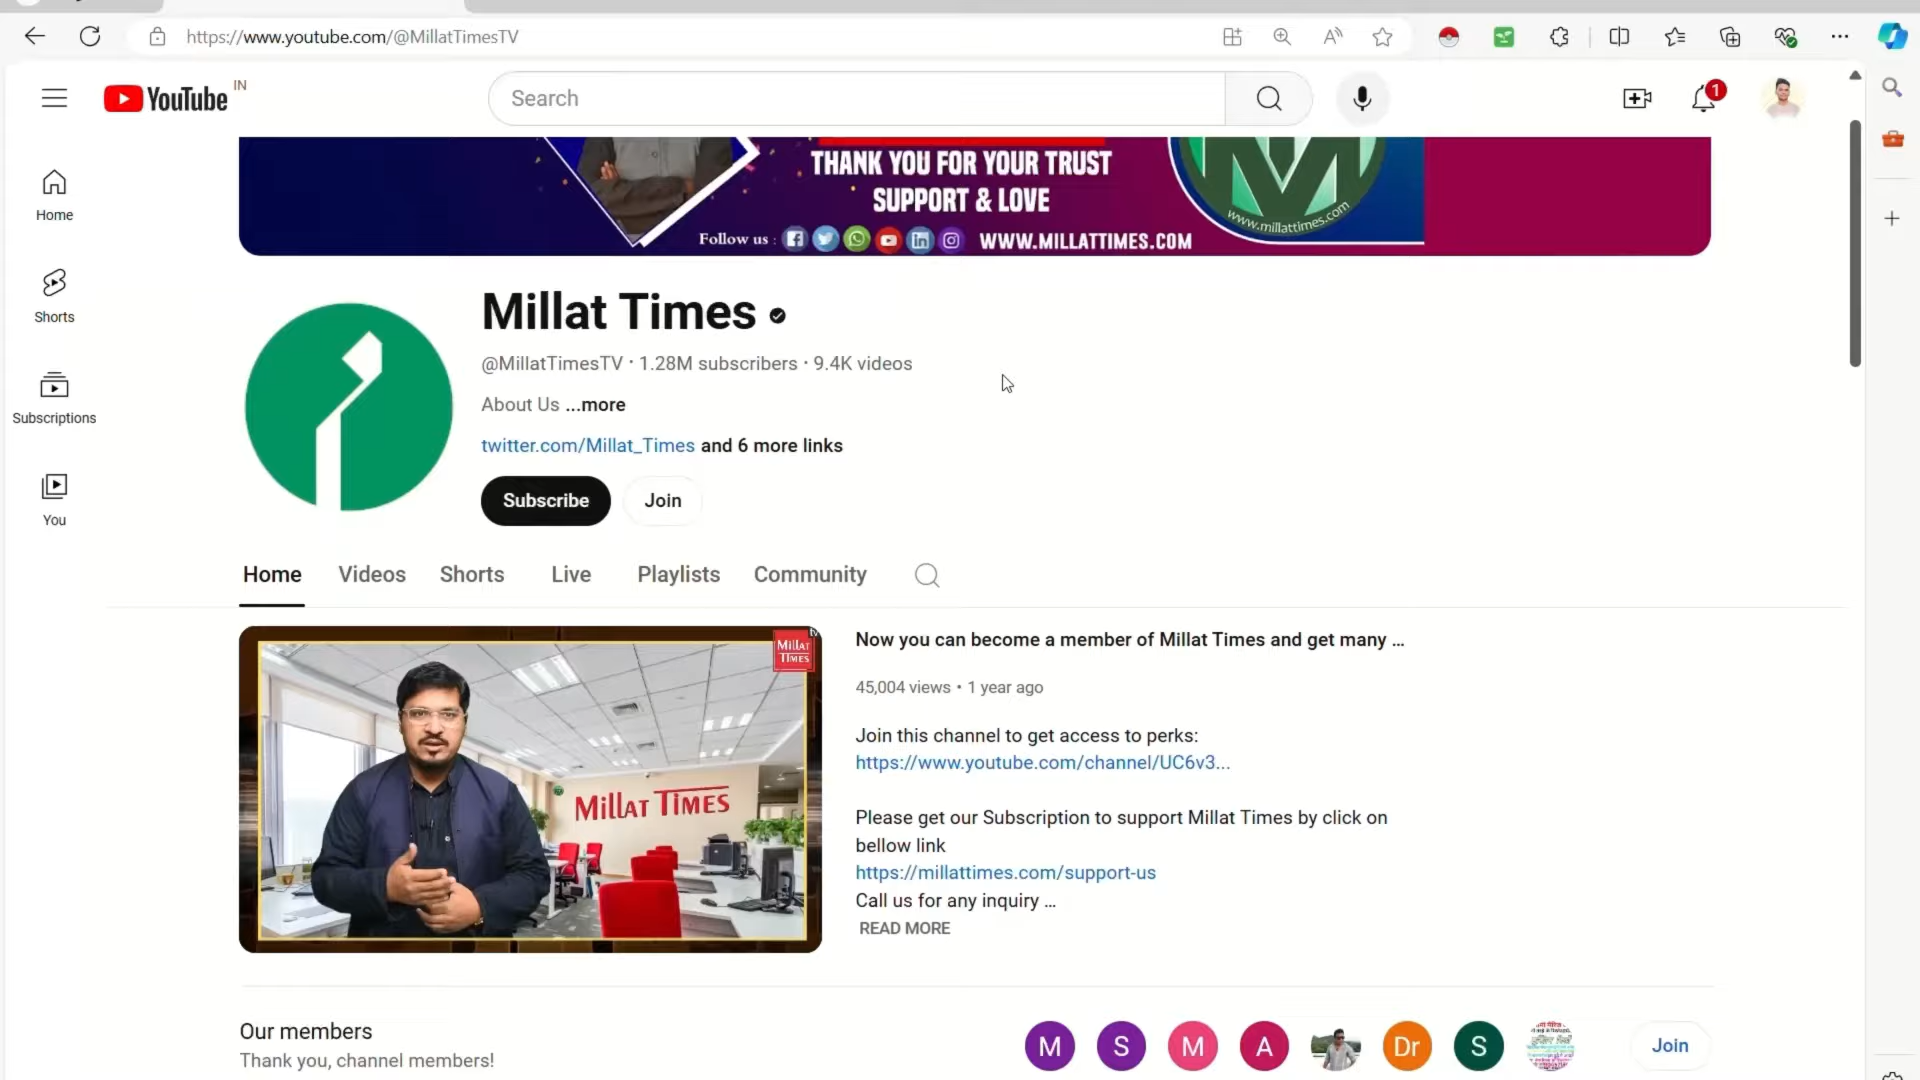 https://www.youtube.com/@MillatTimesTV
YouTube IN
Search
1
Home
Shorts
Subscriptions
You
THANK YOU FOR YOUR TRUST
SUPPORT & LOVE
Follow us :
WWW.MILLATTIMES.COM
www.millattimes.com
Millat Times
@MillatTimesTV · 1.28M subscribers · 9.4K videos
About Us ...more
twitter.com/Millat_Times and 6 more links
Subscribe
Join
Home
Videos
Shorts
Live
Playlists
Community
MILLAT
TIMES
tv
MILLAT TIMES
Now you can become a member of Millat Times and get many ...
45,004 views • 1 year ago
Join this channel to get access to perks:
https://www.youtube.com/channel/UC6v3...
Please get our Subscription to support Millat Times by click on
bellow link
https://millattimes.com/support-us
Call us for any inquiry ...
READ MORE
Our members
Thank you, channel members!
M
S
M
A
Dr
S
Join